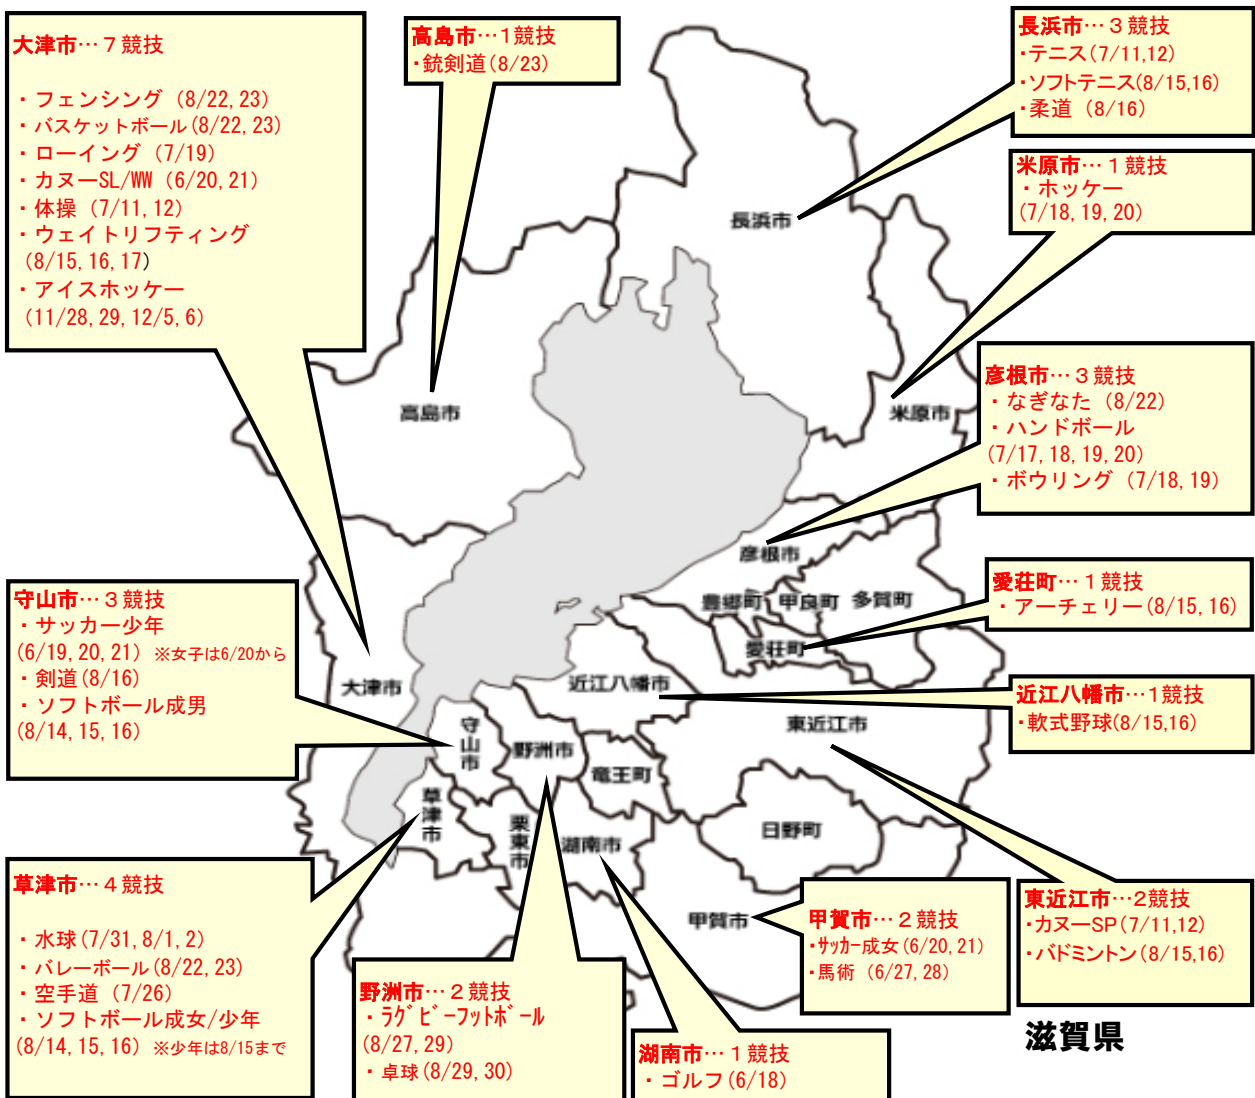 大津市…７競技
・フェンシング（8/22,23）
・バスケットボール(8/22,23)
・ローイング（7/19）
・カヌーSL/WW（6/20,21）
・体操（7/11,12）
・ウェイトリフティング
（8/15,16,17）
・アイスホッケー
（11/28,29,12/5,6）
高島市…１競技
・銃剣道(8/23)
長浜市…３競技
・テニス(7/11,12)
・ソフトテニス(8/15,16)
・柔道（8/16）
米原市…１競技
・ホッケー
(7/18,19,20)
彦根市…３競技
・なぎなた（8/22）
・ハンドボール
(7/17,18,19,20)
・ボウリング（7/18,19）
愛荘町…１競技
・アーチェリー(8/15,16)
近江八幡市…１競技
・軟式野球(8/15,16)
東近江市…２競技
・カヌーSP(7/11,12)
・バドミントン(8/15,16)
甲賀市…２競技
・サッカー成女(6/20,21)
・馬術（6/27,28）
湖南市…１競技
・ゴルフ(6/18)
野洲市…２競技
・ラグビーフットボール
(8/27,29)
・卓球(8/29,30)
草津市…４競技
・水球(7/31,8/1,2)
・バレーボール(8/22,23)
・空手道（7/26）
・ソフトボール成女/少年
(8/14,15,16) ※少年は8/15まで
守山市…３競技
・サッカー少年
(6/19,20,21) ※女子は6/20から
・剣道(8/16)
・ソフトボール成男
(8/14,15,16)
長浜市
高島市
米原市
彦根市
豊郷町
甲良町
多賀町
愛荘町
近江八幡市
大津市
東近江市
守山市
野洲市
竜王町
草津市
栗東市
湖南市
日野町
甲賀市
滋賀県